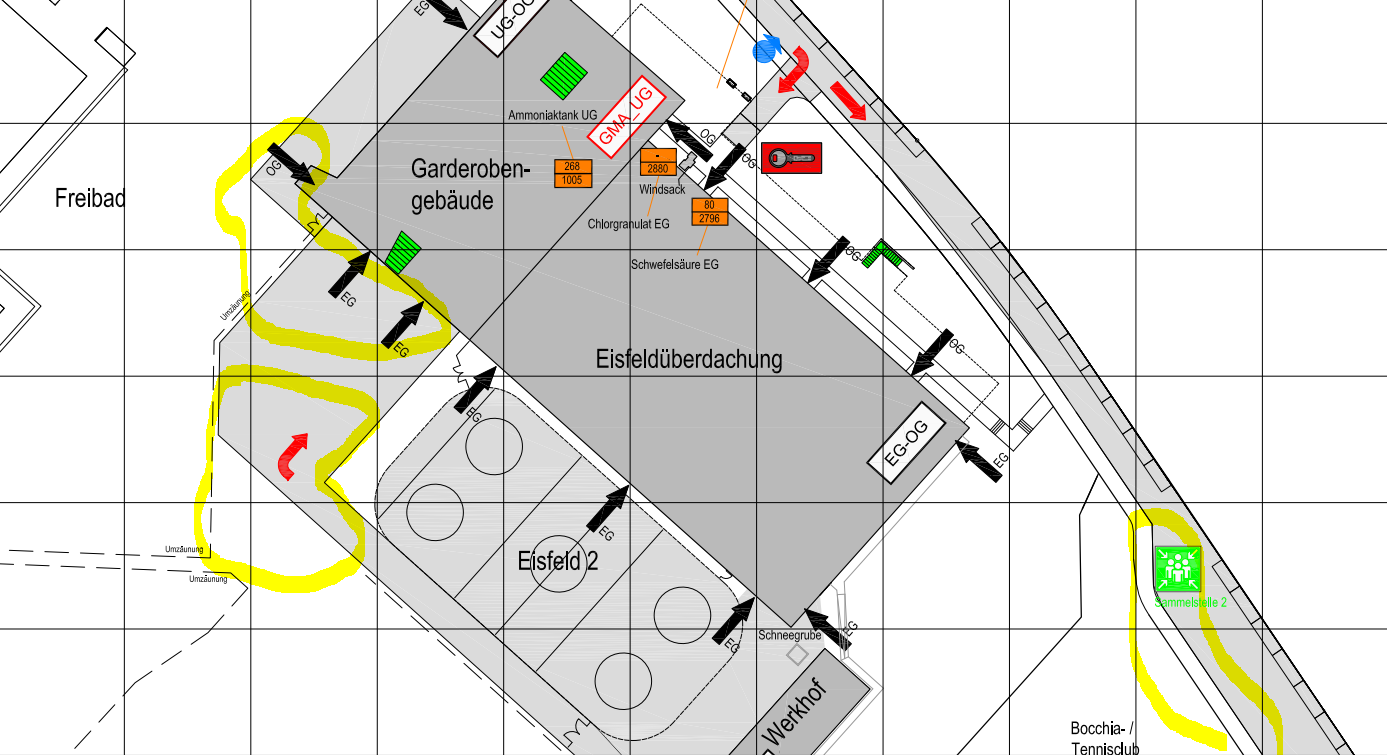 EG
UG-OG
Ammoniaktank UG
GMA_UG
OG
OG
OG
268
1005
-
2880
Windsack
80
2796
Chlorgranulat EG
Schwefelsäure EG
Garderoben-
gebäude
Freibad
OG
EG
EG
Umzäunung
OG
Eisfeldüberdachung
EG
EG-OG
EG
EG
Eisfeld 2
Umzäunung
Umzäunung
Sammelstelle 2
EG
Schneegrube
EG
Werkhof
Bocchia- /
Tennisclub